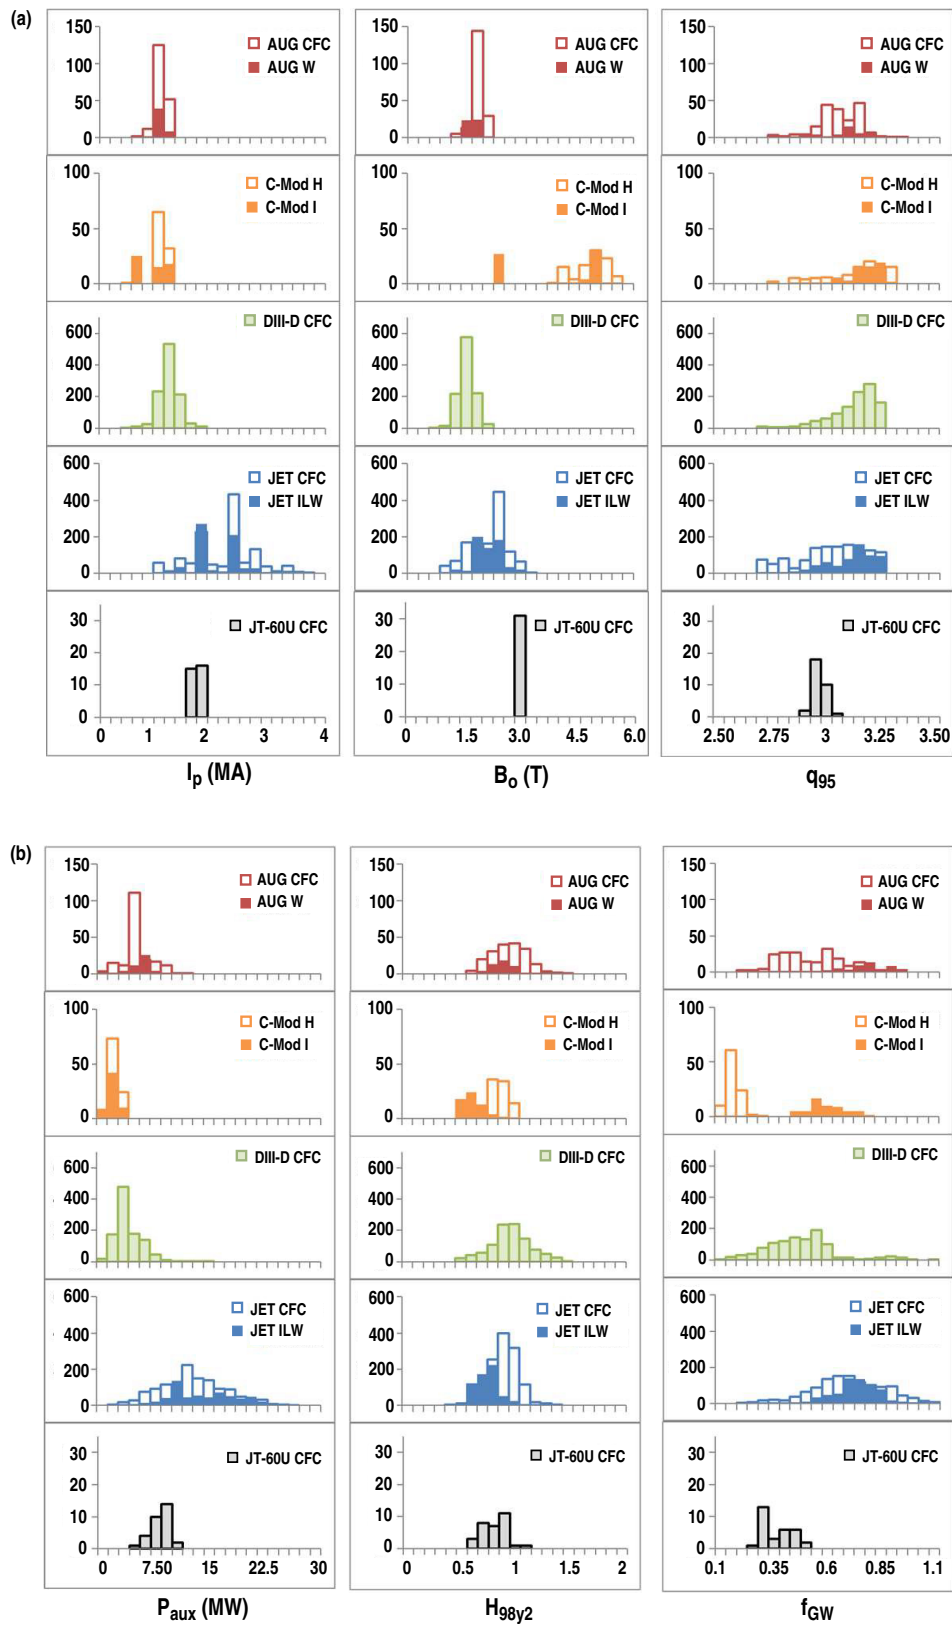 (a)
150
100
50
0
AUG CFC
AUG W
150
100
50
0
AUG CFC
AUG W
150
100
50
0
AUG CFC
AUG W
100
50
0
C-Mod H
C-Mod I
100
50
0
C-Mod H
C-Mod I
100
50
0
C-Mod H
C-Mod I
600
400
200
0
DIII-D CFC
600
400
200
0
DIII-D CFC
600
400
200
0
DIII-D CFC
600
400
200
0
JET CFC
JET ILW
600
400
200
0
JET CFC
JET ILW
600
400
200
0
JET CFC
JET ILW
30
20
10
0
JT-60U CFC
0 1 2 3 4
Ip (MA)
30
20
10
0
JT-60U CFC
0 1.5 3.0 4.5 6.0
Bo (T)
30
20
10
0
JT-60U CFC
2.50 2.75 3 3.25 3.50
q95
(b)
150
100
50
0
AUG CFC
AUG W
150
100
50
0
AUG CFC
AUG W
150
100
50
0
AUG CFC
AUG W
100
50
0
C-Mod H
C-Mod I
100
50
0
C-Mod H
C-Mod I
100
50
0
C-Mod H
C-Mod I
600
400
200
0
DIII-D CFC
600
400
200
0
DIII-D CFC
600
400
200
0
DIII-D CFC
600
400
200
0
JET CFC
JET ILW
600
400
200
0
JET CFC
JET ILW
600
400
200
0
JET CFC
JET ILW
30
20
10
0
JT-60U CFC
0 7.50 15 22.5 30
Paux (MW)
30
20
10
0
JT-60U CFC
0 0.5 1 1.5 2
H98y2
30
20
10
0
JT-60U CFC
0.1 0.35 0.6 0.85 1.1
fGW